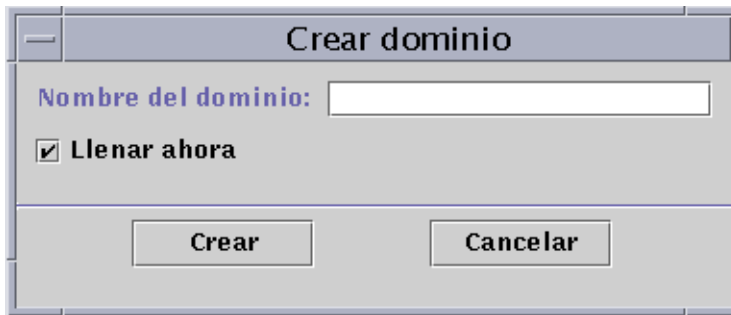 Crear dominio
Nombre del dominio:
Llenar ahora
Crear Cancelar